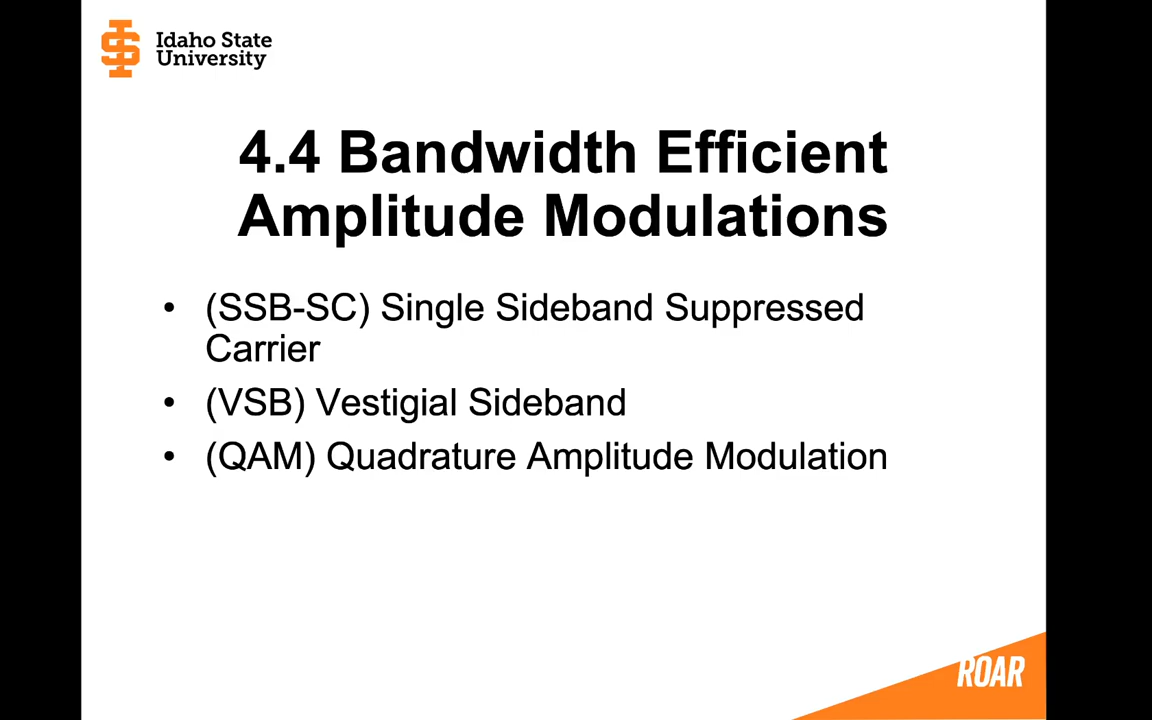 Idaho State
University
4.4 Bandwidth Efficient
Amplitude Modulations
• (SSB-SC) Single Sideband Suppressed
Carrier
• (VSB) Vestigial Sideband
• (QAM) Quadrature Amplitude Modulation
ROAR